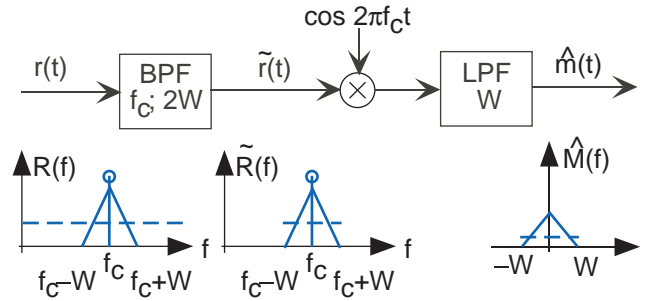 cos 2πf_ct
r(t)
BPF
f_c; 2W
r̃(t)
×
LPF
W
m̂(t)
R(f)
f
f_c–W
f_c
f_c+W
R̃(f)
f
f_c–W
f_c
f_c+W
M̂(f)
–W
W
f